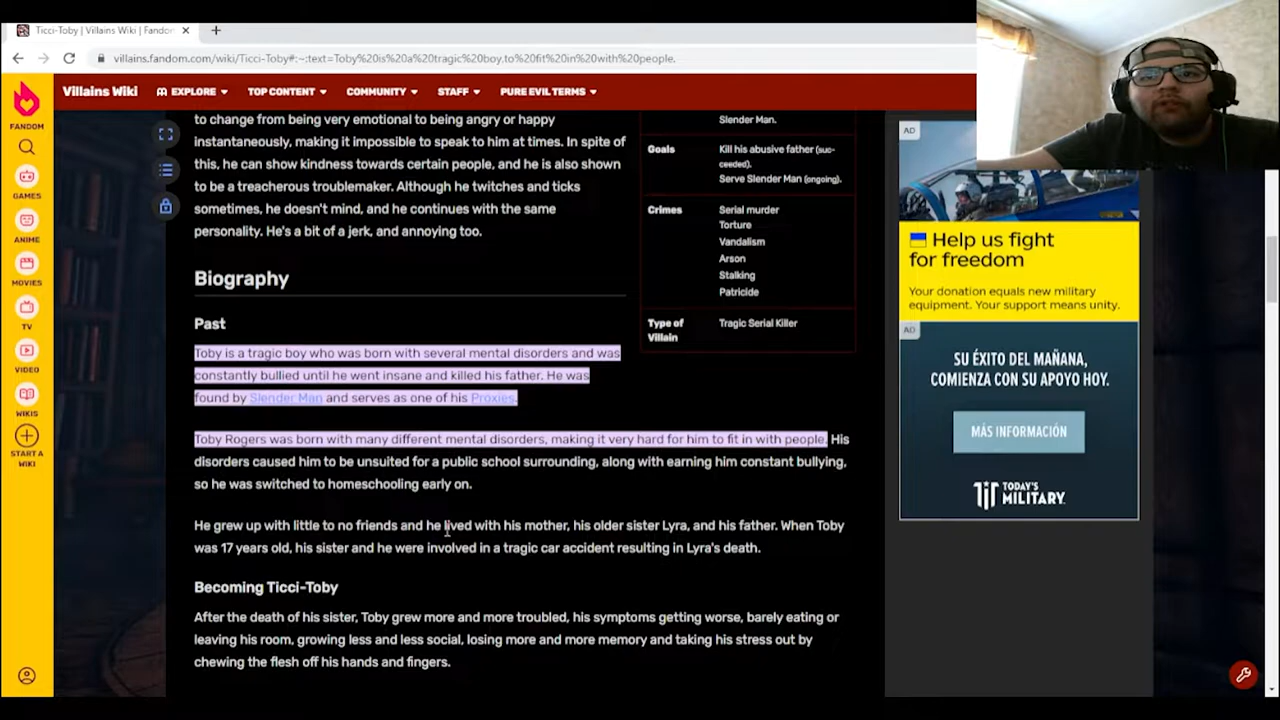 Ticci-Toby | Villains Wiki | Fandom
villains.fandom.com/wiki/Ticci-Toby#:~:text=Toby%20is%20a%20tragic%20boy.to%20fit%20in%20with%20people.
FANDOM
GAMES
ANIME
MOVIES
TV
VIDEO
WIKIS
START A
WIKI
Villains Wiki
EXPLORE
TOP CONTENT
COMMUNITY
STAFF
PURE EVIL TERMS
to change from being very emotional to being angry or happy
instantaneously, making it impossible to speak to him at times. In spite of
this, he can show kindness towards certain people, and he is also shown
to be a treacherous troublemaker. Although he twitches and ticks
sometimes, he doesn't mind, and he continues with the same
personality. He's a bit of a jerk, and annoying too.
Slender Man.
Goals
Kill his abusive father (suc-
ceeded).
Serve Slender Man (ongoing).
Crimes
Serial murder
Torture
Vandalism
Arson
Stalking
Patricide
Type of
Villain
Tragic Serial Killer
Biography
Past
Toby is a tragic boy who was born with several mental disorders and was
constantly bullied until he went insane and killed his father. He was
found by Slender Man and serves as one of his Proxies.
Toby Rogers was born with many different mental disorders, making it very hard for him to fit in with people. His
disorders caused him to be unsuited for a public school surrounding, along with earning him constant bullying,
so he was switched to homeschooling early on.
He grew up with little to no friends and he lived with his mother, his older sister Lyra, and his father. When Toby
was 17 years old, his sister and he were involved in a tragic car accident resulting in Lyra's death.
Becoming Ticci-Toby
After the death of his sister, Toby grew more and more troubled, his symptoms getting worse, barely eating or
leaving his room, growing less and less social, losing more and more memory and taking his stress out by
chewing the flesh off his hands and fingers.
AD
Help us fight
for freedom
Your donation equals new military
equipment. Your support means unity.
AD
SU ÉXITO DEL MAÑANA,
COMIENZA CON SU APOYO HOY.
MÁS INFORMACIÓN
TODAY'S
MILITARY